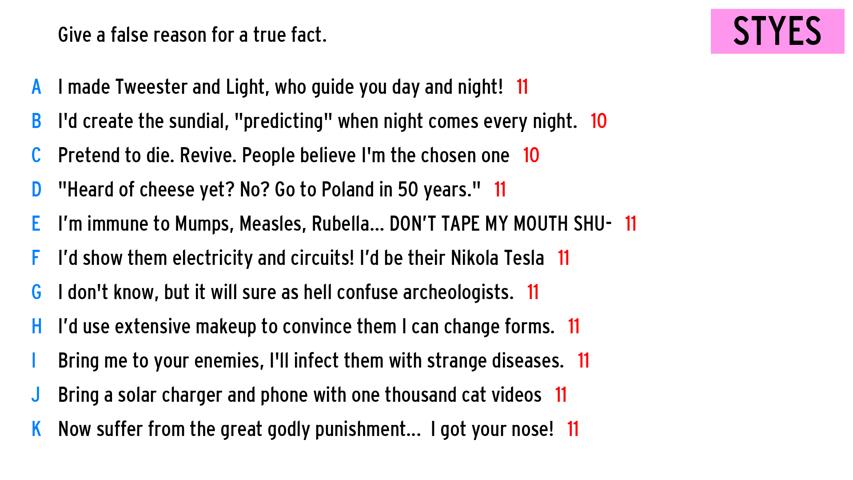 Give a false reason for a true fact.
STYES
A I made Tweester and Light, who guide you day and night! 11
B I'd create the sundial, "predicting" when night comes every night. 10
C Pretend to die. Revive. People believe I'm the chosen one 10
D "Heard of cheese yet? No? Go to Poland in 50 years." 11
E I’m immune to Mumps, Measles, Rubella... DON’T TAPE MY MOUTH SHU- 11
F I’d show them electricity and circuits! I’d be their Nikola Tesla 11
G I don't know, but it will sure as hell confuse archeologists. 11
H I’d use extensive makeup to convince them I can change forms. 11
I Bring me to your enemies, I'll infect them with strange diseases. 11
J Bring a solar charger and phone with one thousand cat videos 11
K Now suffer from the great godly punishment... I got your nose! 11